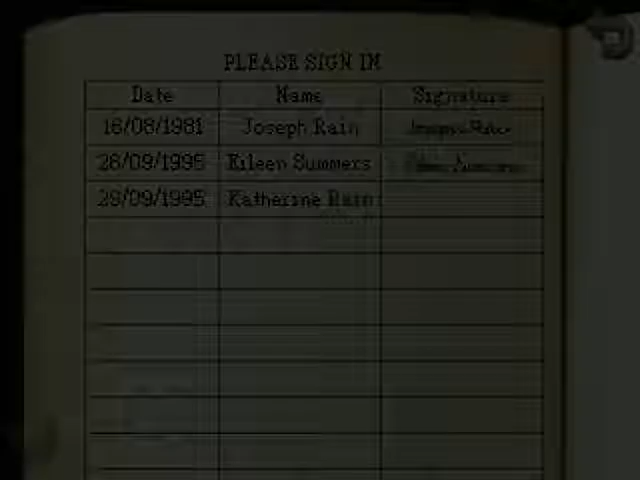 PLEASE SIGN IN
Date Name Signature
16/08/1981 Joseph Rain
28/09/1995 Eileen Summers
28/09/1995 Katherine Rain